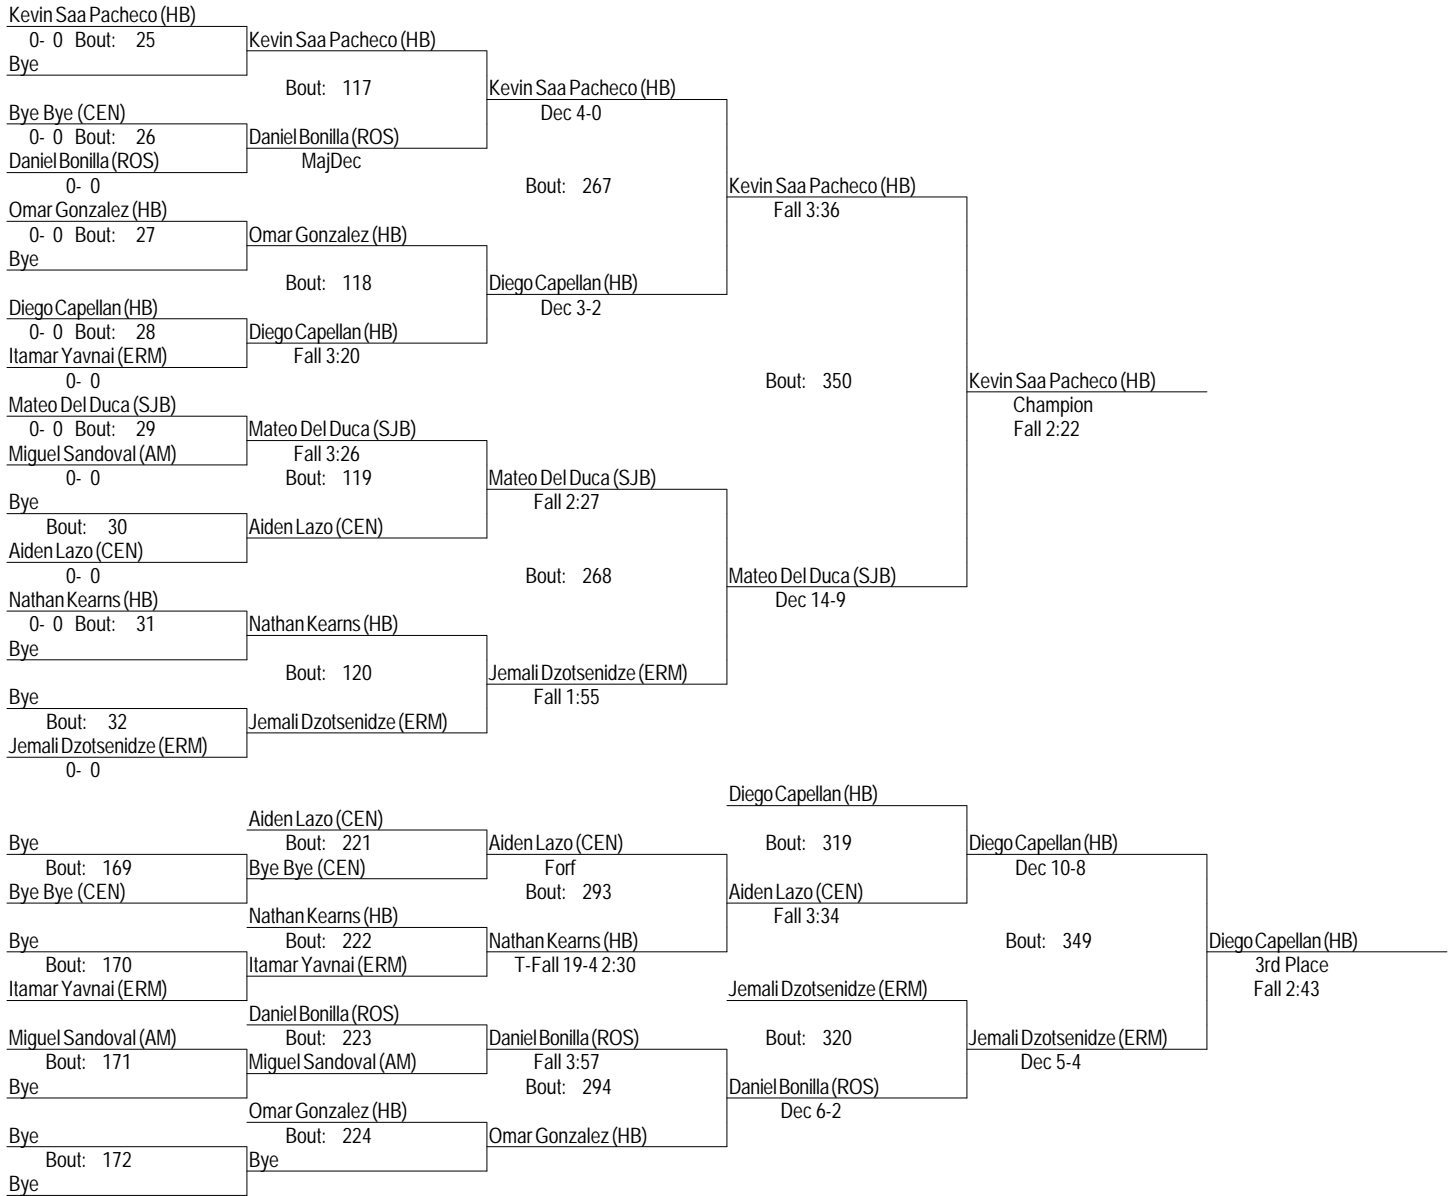 Kevin Saa Pacheco (HB)
0- 0 Bout: 25 Kevin Saa Pacheco (HB)
Bye
Bout: 117 Kevin Saa Pacheco (HB)
Bye Bye (CEN) Dec 4-0
0- 0 Bout: 26 Daniel Bonilla (ROS)
Daniel Bonilla (ROS) MajDec
0- 0 Bout: 267 Kevin Saa Pacheco (HB)
Omar Gonzalez (HB) Fall 3:36
0- 0 Bout: 27 Omar Gonzalez (HB)
Bye
Bout: 118 Diego Capellan (HB)
Diego Capellan (HB) Dec 3-2
0- 0 Bout: 28 Diego Capellan (HB)
Itamar Yavnai (ERM) Fall 3:20
0- 0 Bout: 350 Kevin Saa Pacheco (HB)
Mateo Del Duca (SJB) Champion
0- 0 Bout: 29 Mateo Del Duca (SJB) Fall 2:22
Miguel Sandoval (AM) Fall 3:26
0- 0 Bout: 119 Mateo Del Duca (SJB)
Bye Fall 2:27
Bout: 30 Aiden Lazo (CEN)
Aiden Lazo (CEN)
0- 0 Bout: 268 Mateo Del Duca (SJB)
Nathan Kearns (HB) Dec 14-9
0- 0 Bout: 31 Nathan Kearns (HB)
Bye
Bout: 120 Jemali Dzotsenidze (ERM)
Bye Fall 1:55
Bout: 32 Jemali Dzotsenidze (ERM)
Jemali Dzotsenidze (ERM)
0- 0
Diego Capellan (HB)
Aiden Lazo (CEN)
Bye Bout: 221 Aiden Lazo (CEN) Bout: 319 Diego Capellan (HB)
Bout: 169 Bye Bye (CEN) Forf Dec 10-8
Bye Bye (CEN) Bout: 293 Aiden Lazo (CEN)
Nathan Kearns (HB) Fall 3:34
Bye Bout: 222 Nathan Kearns (HB) Bout: 349 Diego Capellan (HB)
Bout: 170 Itamar Yavnai (ERM) T-Fall 19-4 2:30 3rd Place
Itamar Yavnai (ERM) Jemali Dzotsenidze (ERM) Fall 2:43
Daniel Bonilla (ROS)
Miguel Sandoval (AM) Bout: 223 Daniel Bonilla (ROS) Bout: 320 Jemali Dzotsenidze (ERM)
Bout: 171 Miguel Sandoval (AM) Fall 3:57 Dec 5-4
Bye Bout: 294 Daniel Bonilla (ROS)
Omar Gonzalez (HB) Dec 6-2
Bye Bout: 224 Omar Gonzalez (HB)
Bout: 172 Bye
Bye